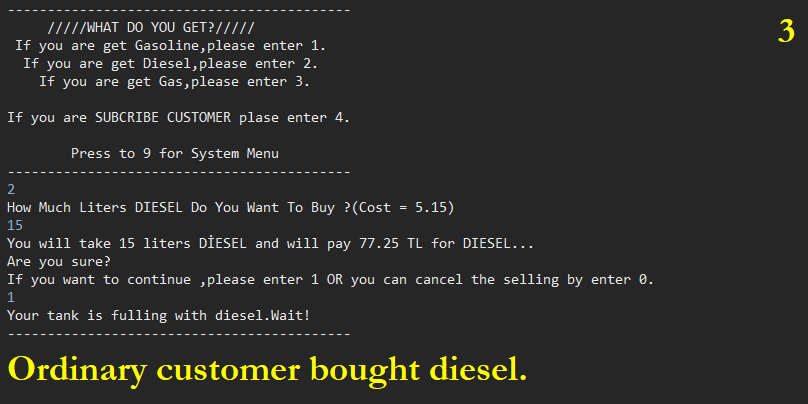 -------------------------------------------
/////WHAT DO YOU GET?/////
3
If you are get Gasoline,please enter 1.
If you are get Diesel,please enter 2.
If you are get Gas,please enter 3.
If you are SUBCRIBE CUSTOMER plase enter 4.
Press to 9 for System Menu
-------------------------------------------
2
How Much Liters DIESEL Do You Want To Buy ?(Cost = 5.15)
15
You will take 15 liters DİESEL and will pay 77.25 TL for DIESEL...
Are you sure?
If you want to continue ,please enter 1 OR you can cancel the selling by enter 0.
1
Your tank is fulling with diesel.Wait!
-------------------------------------------
Ordinary customer bought diesel.